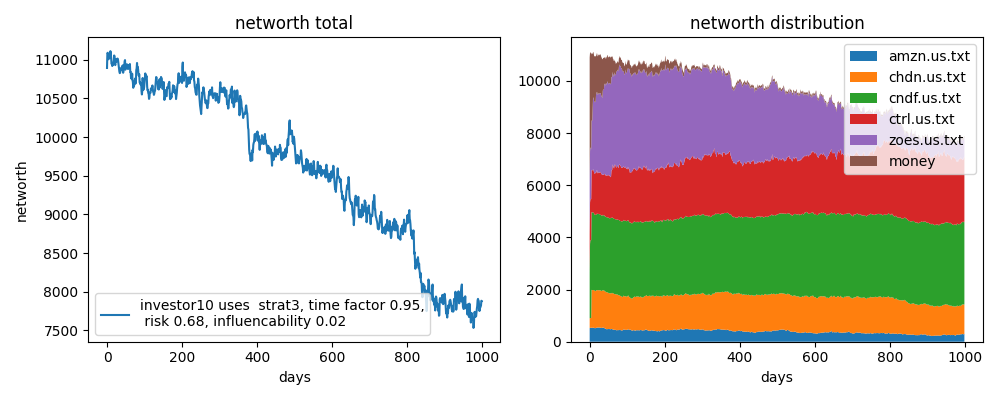 networth total
networth
11000
10500
10000
9500
9000
8500
8000
7500
investor10 uses  strat3, time factor 0.95,
risk 0.68, influencability 0.02
0 200 400 600 800 1000
days
networth distribution
10000
8000
6000
4000
2000
0
amzn.us.txt
chdn.us.txt
cndf.us.txt
ctrl.us.txt
zoes.us.txt
money
0 200 400 600 800 1000
days